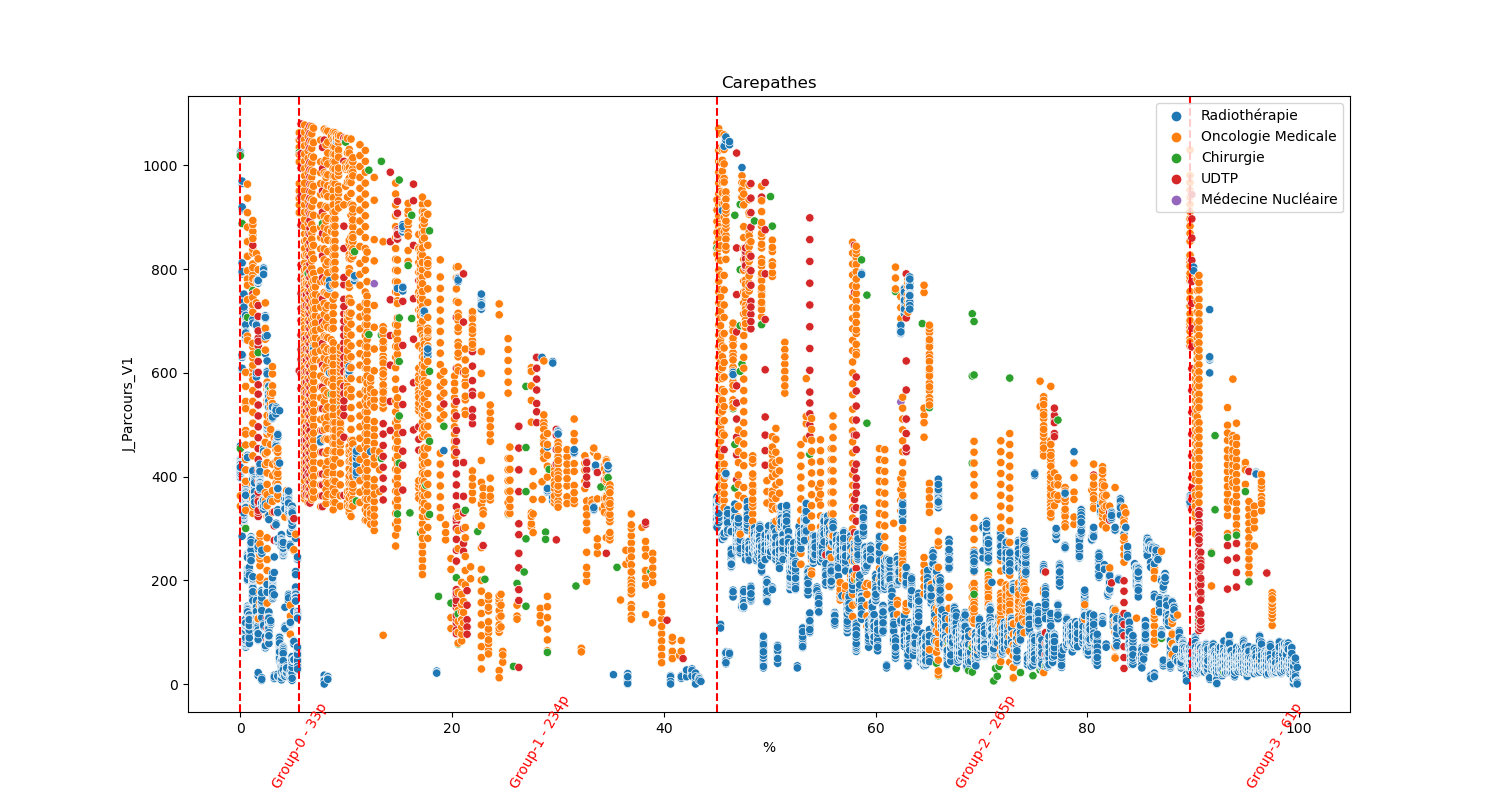 Carepathes
Radiothérapie
Oncologie Medicale
Chirurgie
UDTP
Médecine Nucléaire
J_Parcours_V1
1000
800
600
400
200
0
0
20
40
60
80
100
%
Group-0 - 33p
Group-1 - 234p
Group-2 - 265p
Group-3 - 61p